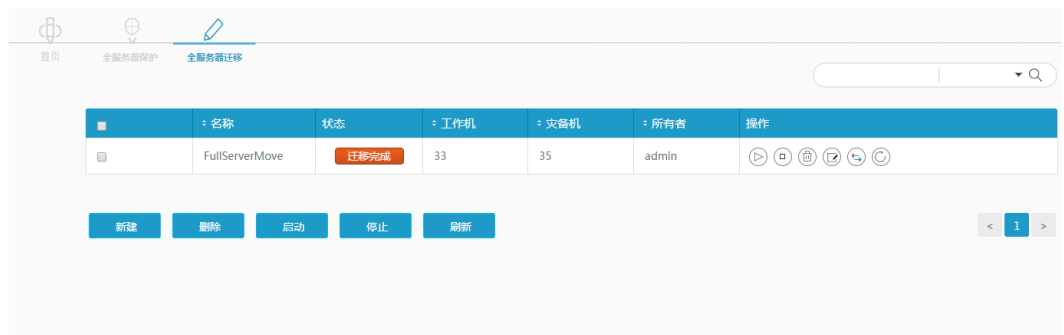 首页 全服务器保护 全服务器迁移
名称 状态 工作机 灾备机 所有者 操作
FullServerMove 迁移完成 33 35 admin
新建 删除 启动 停止 刷新 < 1 >